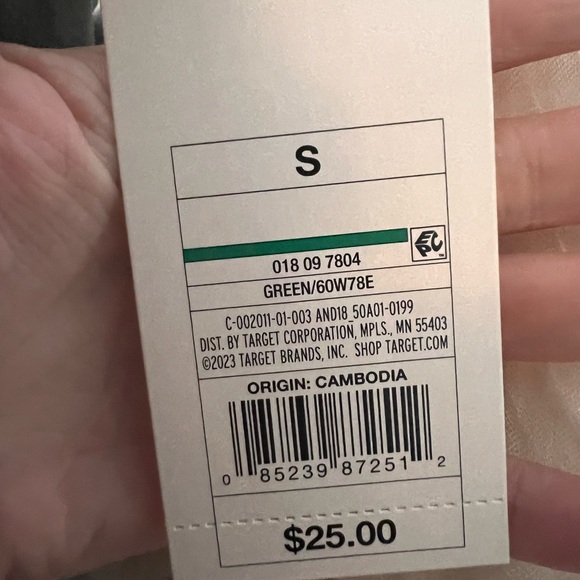 S
EPC
018 09 7804
GREEN/60W78E
C-002011-01-003 AND18_50A01-0199
DIST. BY TARGET CORPORATION, MPLS., MN 55403
©2023 TARGET BRANDS, INC. SHOP TARGET.COM
ORIGIN: CAMBODIA
0 85239 87251 2
$25.00